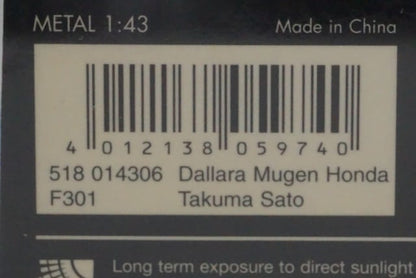 METAL 1:43 Made in China
4 012138 059740
518 014306 Dallara Mugen Honda
F301 Takuma Sato
Long term exposure to direct sunlight